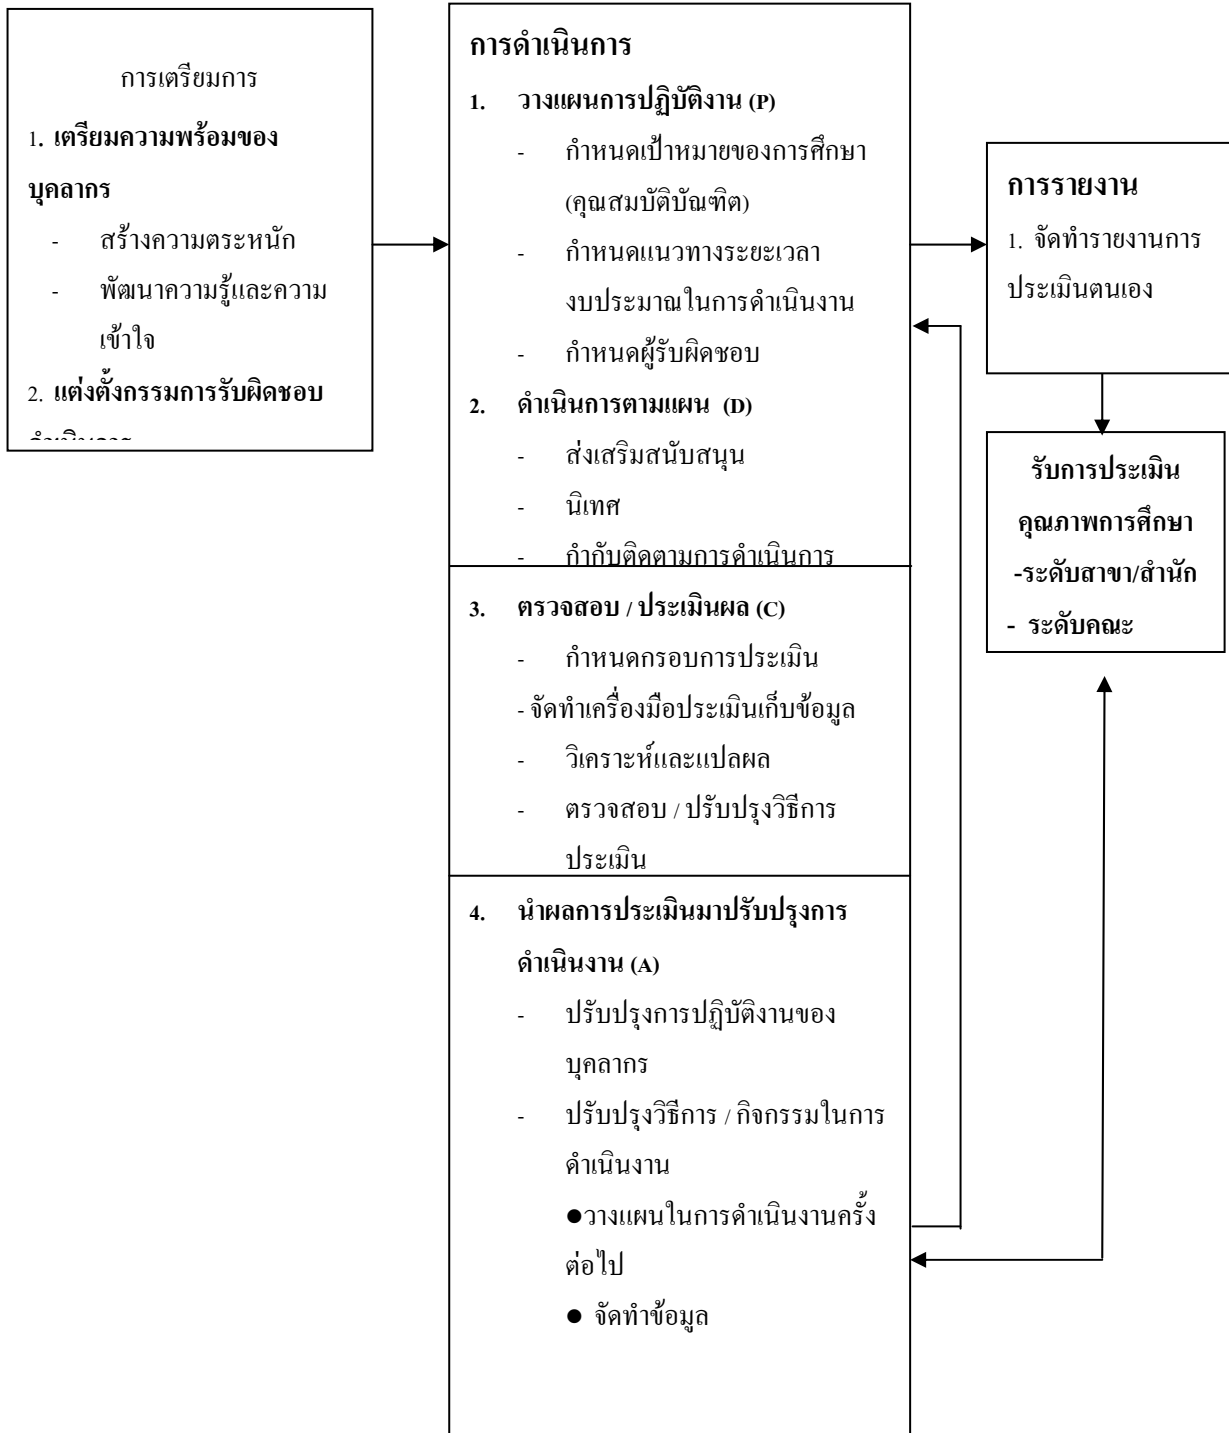 การเตรียมการ
1. เตรียมความพร้อมของ
บุคลากร
- สร้างความตระหนัก
- พัฒนาความรู้และความ
เข้าใจ
2. แต่งตั้งกรรมการรับผิดชอบ
การดำเนินการ
1. วางแผนการปฏิบัติงาน (P)
- กำหนดเป้าหมายของการศึกษา
(คุณสมบัติบัณฑิต)
- กำหนดแนวทางระยะเวลา
งบประมาณในการดำเนินงาน
- กำหนดผู้รับผิดชอบ
2. ดำเนินการตามแผน (D)
- ส่งเสริมสนับสนุน
- นิเทศ
- กำกับติดตามการดำเนินการ
3. ตรวจสอบ / ประเมินผล (C)
- กำหนดกรอบการประเมิน
- จัดทำเครื่องมือประเมินเก็บข้อมูล
- วิเคราะห์และแปลผล
- ตรวจสอบ / ปรับปรุงวิธีการ
ประเมิน
4. นำผลการประเมินมาปรับปรุงการ
ดำเนินงาน (A)
- ปรับปรุงการปฏิบัติงานของ
บุคลากร
- ปรับปรุงวิธีการ / กิจกรรมในการ
ดำเนินงาน
●วางแผนในการดำเนินงานครั้ง
ต่อไป
● จัดทำข้อมูล
การรายงาน
1. จัดทำรายงานการ
ประเมินตนเอง
รับการประเมิน
คุณภาพการศึกษา
-ระดับสาขา/สำนัก
- ระดับคณะ